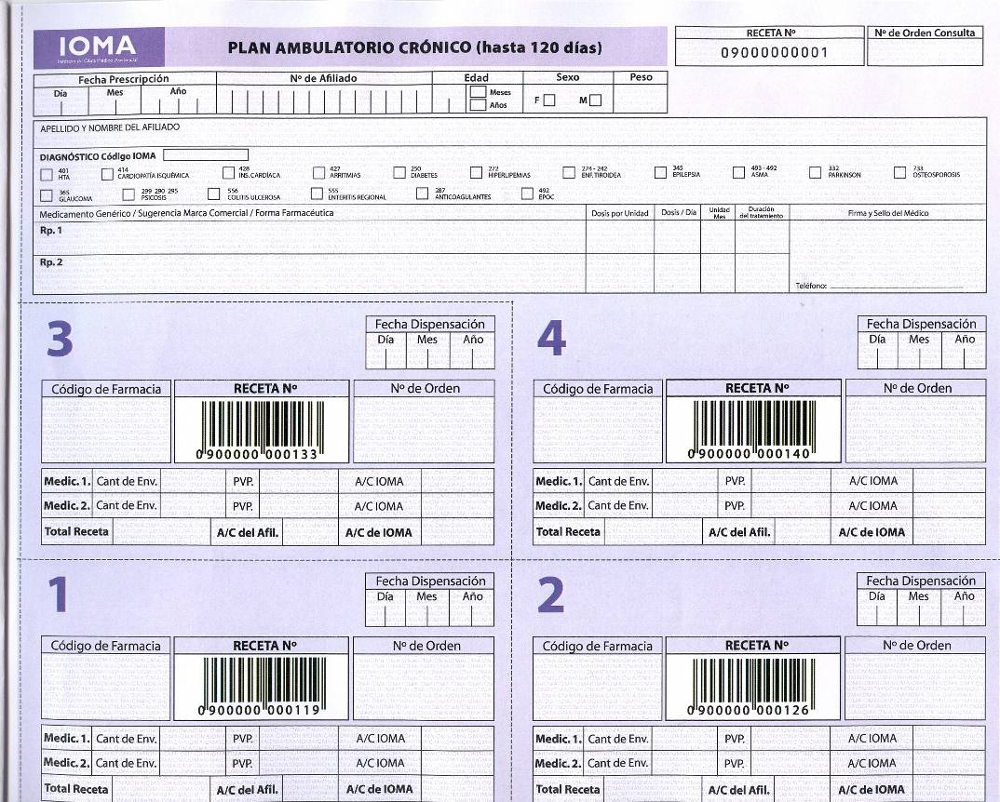 IOMA
Instituto de Obra Médico Asistencial
PLAN AMBULATORIO CRÓNICO (hasta 120 días)
RECETA Nº
09000000001
Nº de Orden Consulta
Fecha Prescripción
Nº de Afiliado
Edad
Sexo
Peso
Día Mes Año
Meses
Años
F M
APELLIDO Y NOMBRE DEL AFILIADO
DIAGNÓSTICO Código IOMA
401 HTA
414 CARDIOPATÍA ISQUÉMICA
428 INS. CARDÍACA
427 ARRITMIAS
250 DIABETES
272 HIPERLIPEMIAS
274 - 242 ENF. TIROIDEA
345 EPILEPSIA
493 - 492 ASMA
332 PARKINSON
733 OSTEOPOROSIS
365 GLAUCOMA
299 290 295 PSICOSIS
556 COLITIS ULCEROSA
555 ENTERITIS REGIONAL
287 ANTICOAGULANTES
492 EPOC
Medicamento Genérico / Sugerencia Marca Comercial / Forma Farmacéutica
Dosis por Unidad
Dosis / Día
Unidad Mes
Duración del tratamiento
Firma y Sello del Médico
Rp. 1
Rp. 2
Teléfono:
3
Fecha Dispensación
Día Mes Año
Código de Farmacia
RECETA Nº
Nº de Orden
0 900000 000133
Medic. 1. Cant de Env. PVP. A/C IOMA
Medic. 2. Cant de Env. PVP. A/C IOMA
Total Receta A/C del Afil. A/C de IOMA
4
Fecha Dispensación
Día Mes Año
Código de Farmacia
RECETA Nº
Nº de Orden
0 900000 000140
Medic. 1. Cant de Env. PVP. A/C IOMA
Medic. 2. Cant de Env. PVP. A/C IOMA
Total Receta A/C del Afil. A/C de IOMA
1
Fecha Dispensación
Día Mes Año
Código de Farmacia
RECETA Nº
Nº de Orden
0 900000 000119
Medic. 1. Cant de Env. PVP. A/C IOMA
Medic. 2. Cant de Env. PVP. A/C IOMA
Total Receta A/C del Afil. A/C de IOMA
2
Fecha Dispensación
Día Mes Año
Código de Farmacia
RECETA Nº
Nº de Orden
0 900000 000126
Medic. 1. Cant de Env. PVP. A/C IOMA
Medic. 2. Cant de Env. PVP. A/C IOMA
Total Receta A/C del Afil. A/C de IOMA